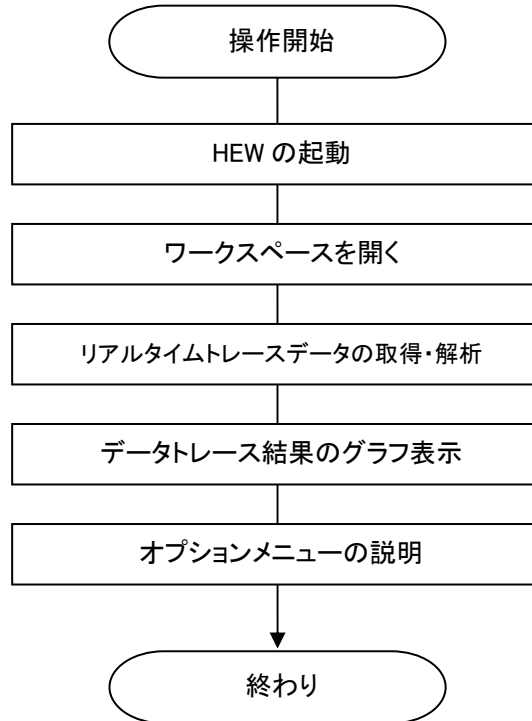 操作開始
HEW の起動
ワークスペースを開く
リアルタイムトレースデータの取得・解析
データトレース結果のグラフ表示
オプションメニューの説明
終わり